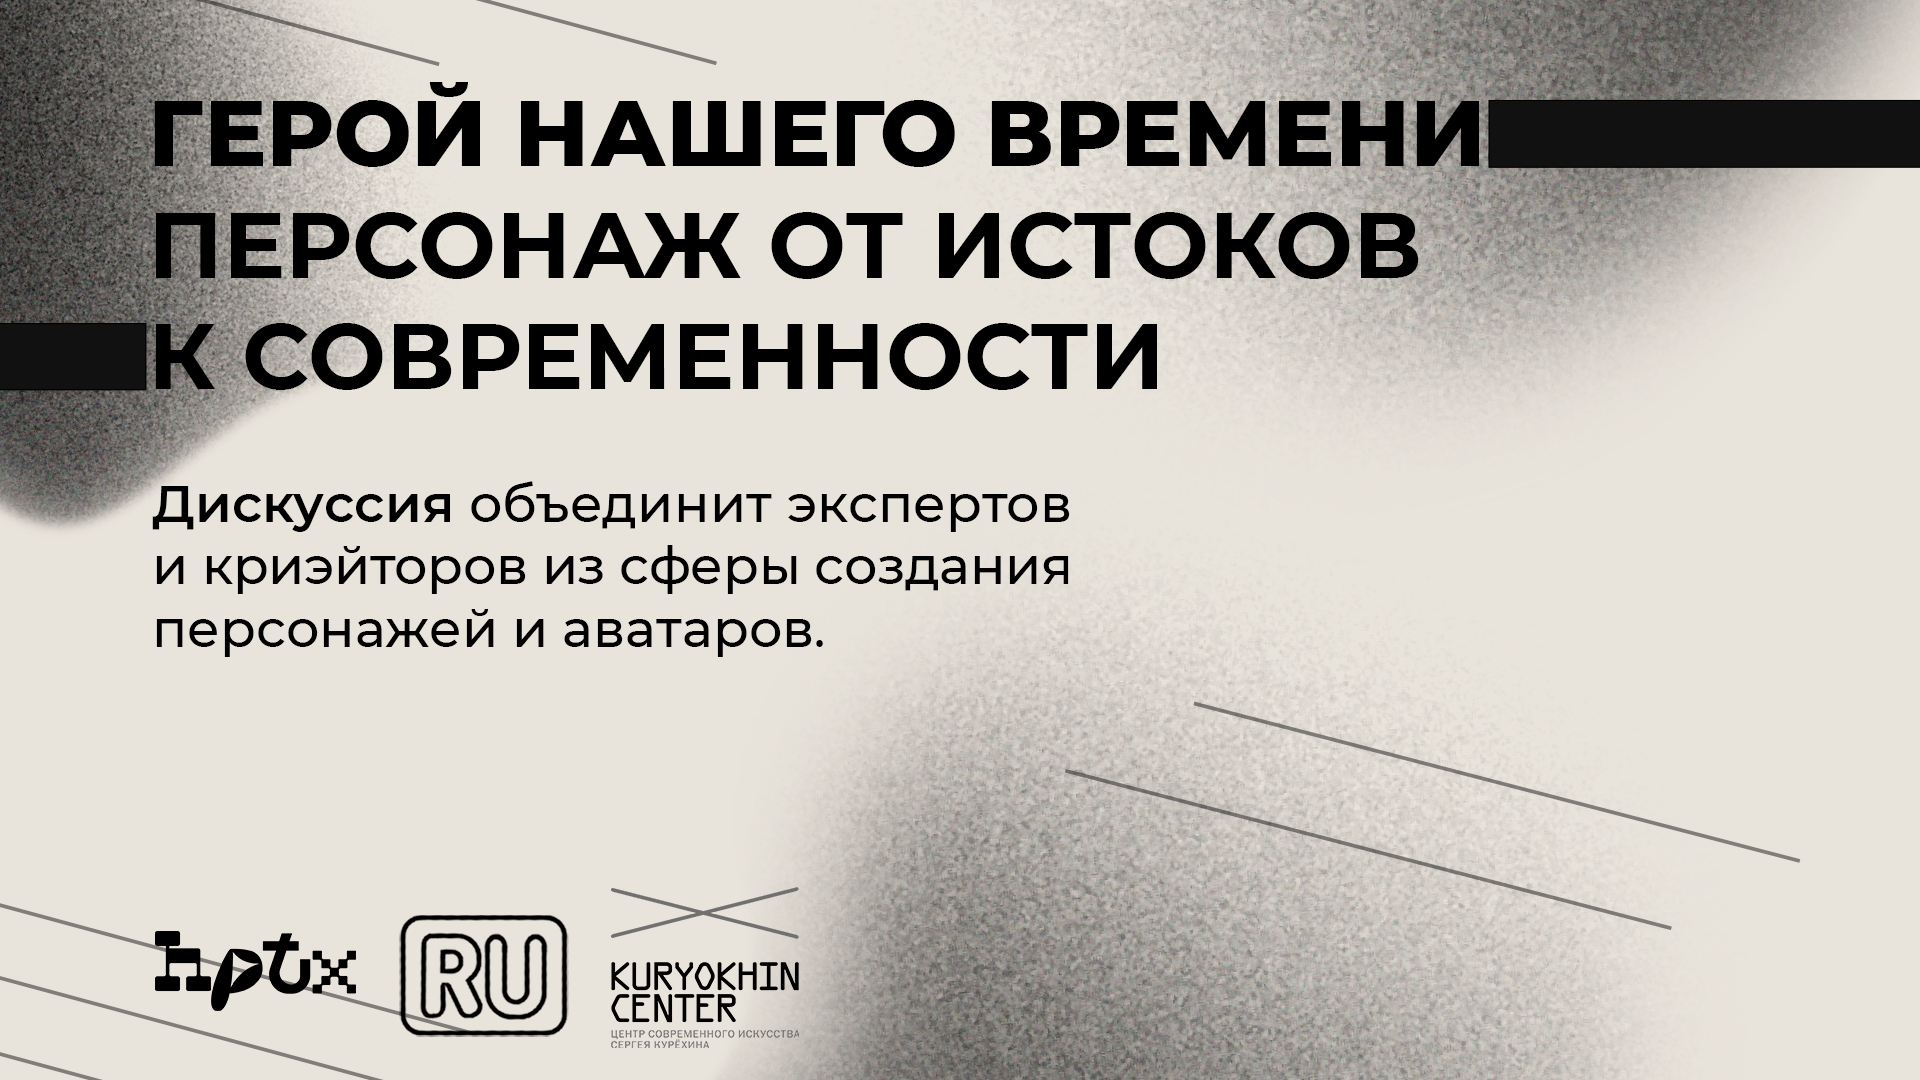 ГЕРОЙ НАШЕГО ВРЕМЕНИ
ПЕРСОНАЖ ОТ ИСТОКОВ
К СОВРЕМЕННОСТИ
Дискуссия объединит экспертов
и криэйторов из сферы создания
персонажей и аватаров.
hptx
RU
KURYOKHIN
CENTER
ЦЕНТР СОВРЕМЕННОГО ИСКУССТВА
СЕРГЕЯ КУРЁХИНА